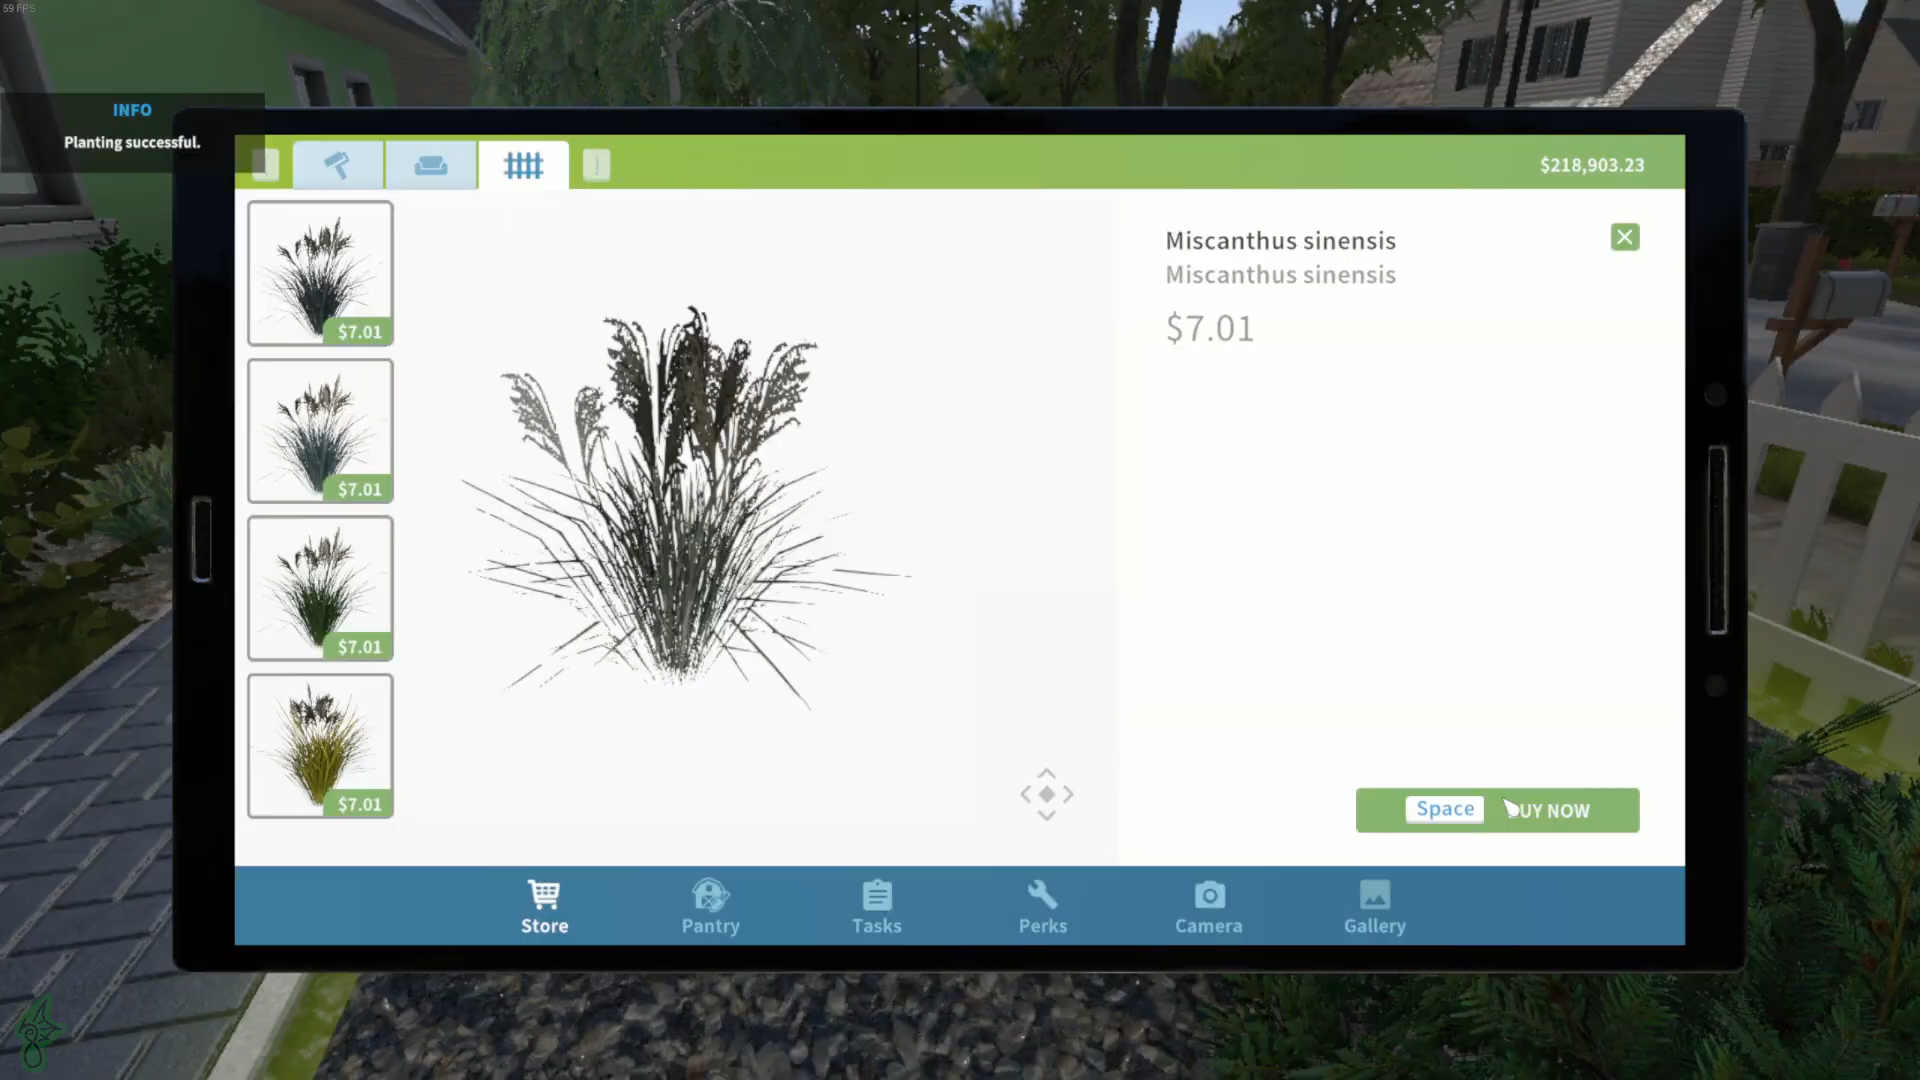 59 FPS
INFO
Planting successful.
$218,903.23
Miscanthus sinensis
Miscanthus sinensis
$7.01
$7.01
$7.01
$7.01
$7.01
Space BUY NOW
Store
Pantry
Tasks
Perks
Camera
Gallery